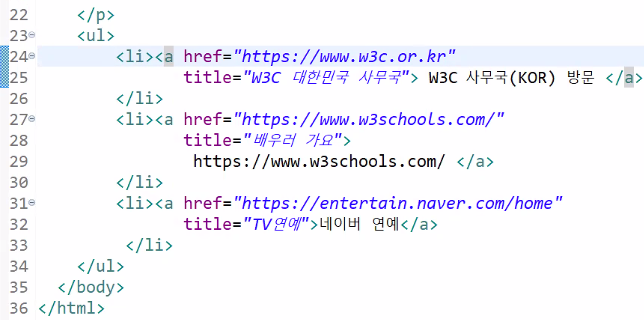 22 </p>
23 <ul>
24 <li><a href="https://www.w3c.or.kr"
25 title="W3C 대한민국 사무국"> W3C 사무국(KOR) 방문 </a>
26 </li>
27 <li><a href="https://www.w3schools.com/"
28 title="배우러 가요">
29 https://www.w3schools.com/ </a>
30 </li>
31 <li><a href="https://entertain.naver.com/home"
32 title="TV연예">네이버 연예</a>
33 </li>
34 </ul>
35 </body>
36 </html>